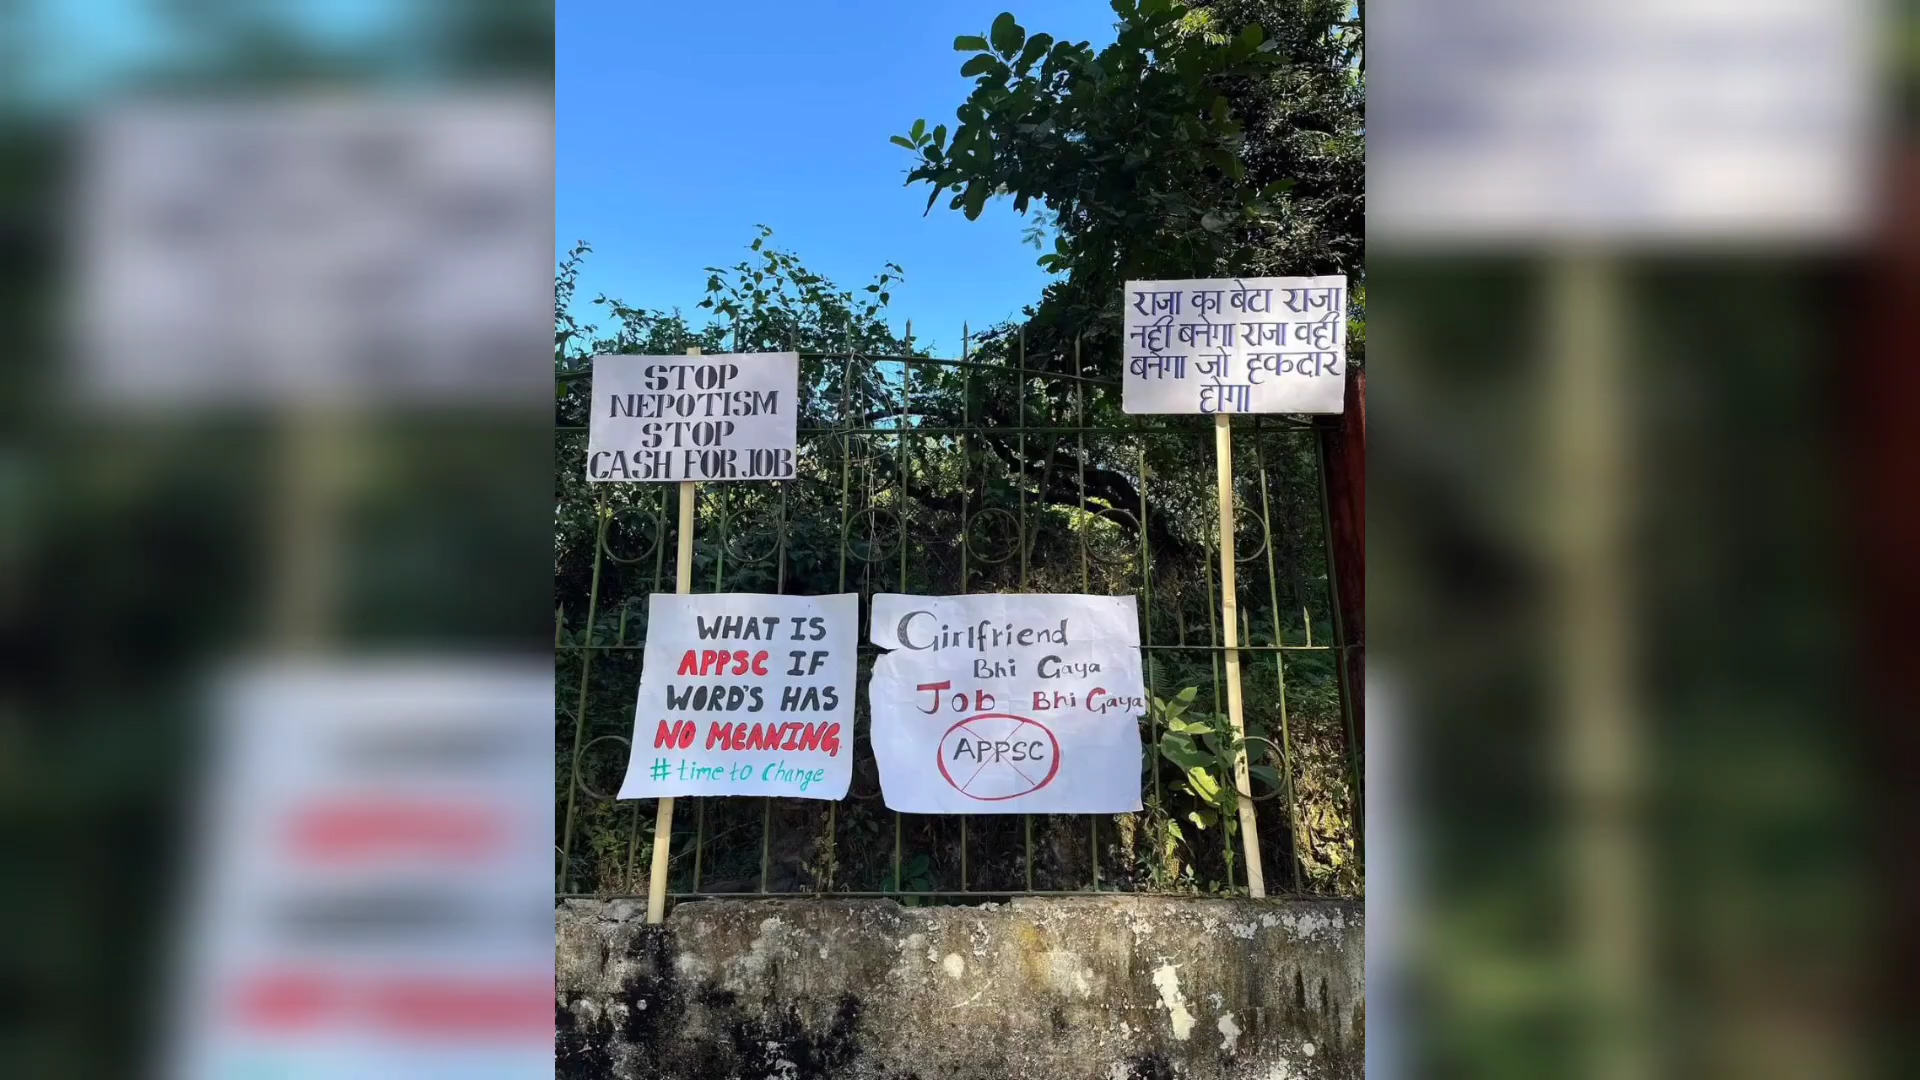 STOP
NEPOTISM
STOP
CASH FOR JOB
राजा का बेटा राजा
नहीं बनेगा राजा वही
बनेगा जो हकदार
होगा
WHAT IS
APPSC IF
WORD'S HAS
NO MEANING
#time to change
Girlfriend
Bhi Gaya
Job Bhi Gaya
APPSC